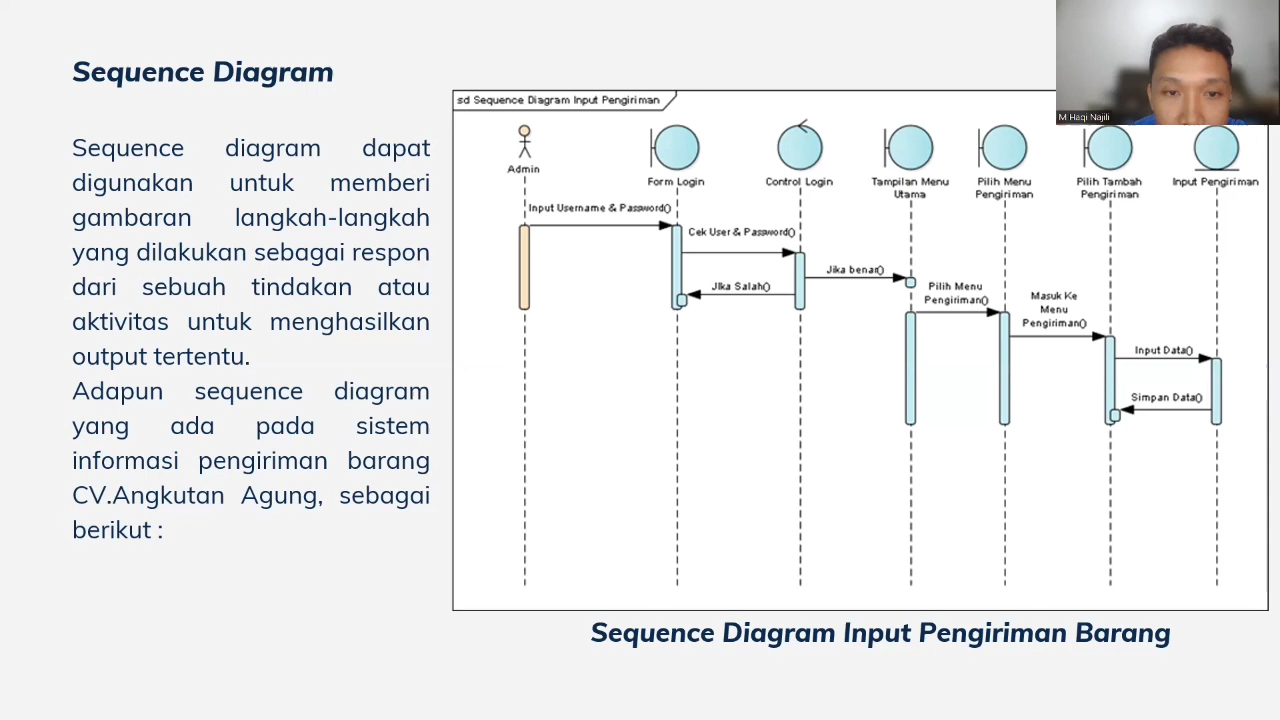 Sequence Diagram
Sequence diagram dapat
digunakan untuk memberi
gambaran langkah-langkah
yang dilakukan sebagai respon
dari sebuah tindakan atau
aktivitas untuk menghasilkan
output tertentu.
Adapun sequence diagram
yang ada pada sistem
informasi pengiriman barang
CV.Angkutan Agung, sebagai
berikut :
M Haqi Najili
sd Sequence Diagram Input Pengiriman
Admin
Form Login
Control Login
Tampilan Menu
Utama
Pilih Menu
Pengiriman
Pilih Tambah
Pengiriman
Input Pengiriman
Input Username & Password()
Cek User & Password()
Jika benar()
JIka Salah()
Pilih Menu
Pengiriman()
Masuk Ke
Menu
Pengiriman()
Input Data()
Simpan Data()
Sequence Diagram Input Pengiriman Barang